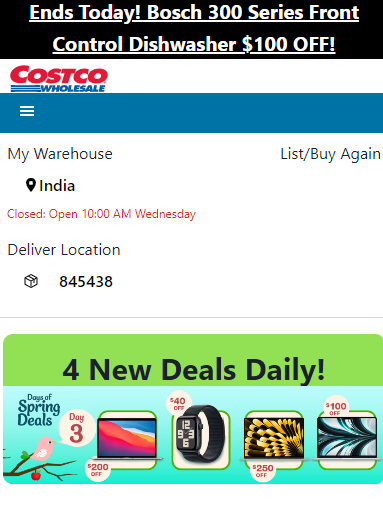 Ends Today! Bosch 300 Series Front
Control Dishwasher $100 OFF!
COSTCO
WHOLESALE
My Warehouse
List/Buy Again
India
Closed: Open 10:00 AM Wednesday
Deliver Location
845438
4 New Deals Daily!
Days of
Spring
Deals
Day
3
$200
OFF
$40
OFF
$250
OFF
$100
OFF